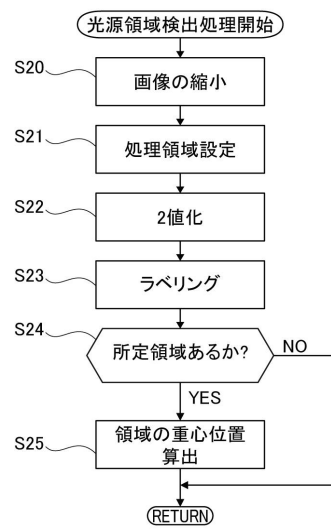 光源領域検出処理開始
S20
画像の縮小
S21
処理領域設定
S22
2値化
S23
ラベリング
S24
所定領域あるか?
NO
YES
S25
領域の重心位置
算出
RETURN